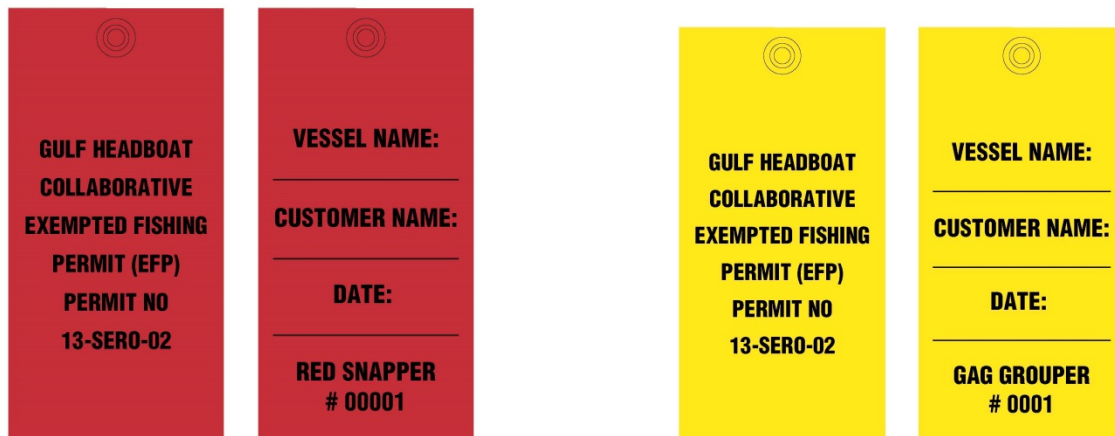 GULF HEADBOAT
COLLABORATIVE
EXEMPTED FISHING
PERMIT (EFP)
PERMIT NO
13-SERO-02
VESSEL NAME:
CUSTOMER NAME:
DATE:
RED SNAPPER
# 00001
GULF HEADBOAT
COLLABORATIVE
EXEMPTED FISHING
PERMIT (EFP)
PERMIT NO
13-SERO-02
VESSEL NAME:
CUSTOMER NAME:
DATE:
GAG GROUPER
# 0001